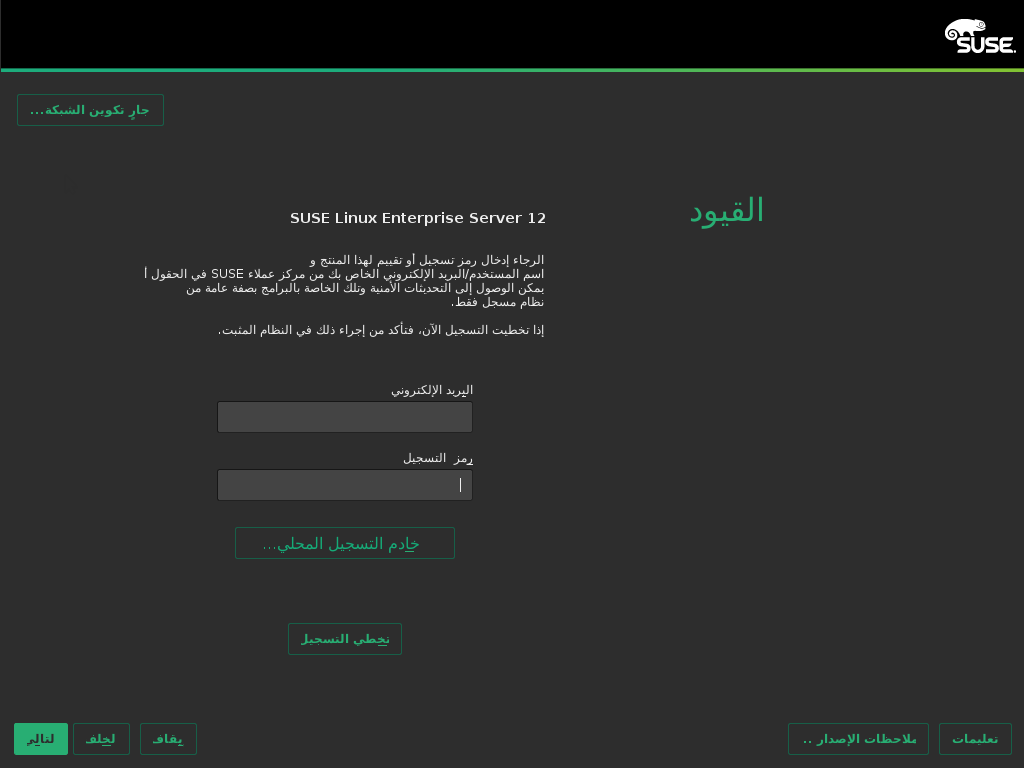 SUSE
جارٍ تكوين الشبكة...
القيود
SUSE Linux Enterprise Server 12
الرجاء إدخال رمز تسجيل أو تقييم لهذا المنتج و
اسم المستخدم/البريد الإلكتروني الخاص بك من مركز عملاء SUSE في الحقول أ
يمكن الوصول إلى التحديثات الأمنية وتلك الخاصة بالبرامج بصفة عامة من
نظام مسجل فقط.
إذا تخطيت التسجيل الآن، فتأكد من إجراء ذلك في النظام المثبت.
البريد الإلكتروني
رمز التسجيل
خادم التسجيل المحلي...
تخطي التسجيل
تعليمات
ملاحظات الإصدار ..
يقاف
لخلف
لتالي